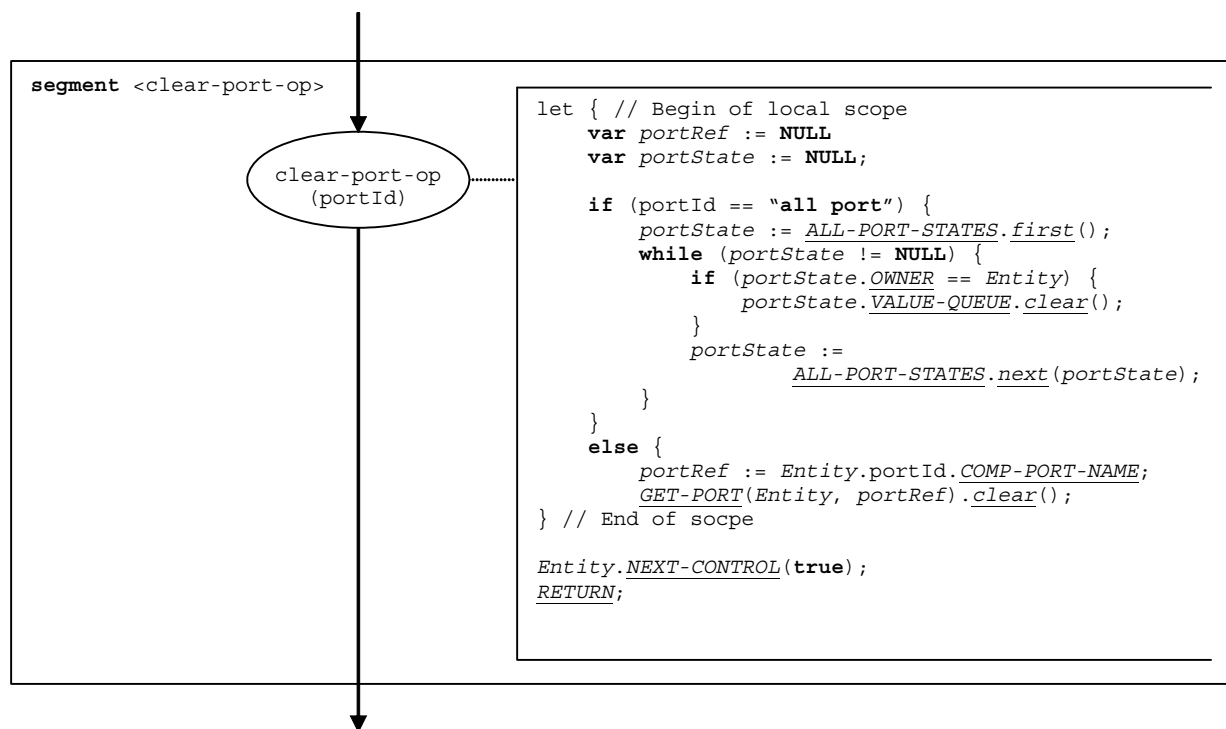 segment <clear-port-op>
clear-port-op
(portId)
let { // Begin of local scope
var portRef := NULL
var portState := NULL;
if (portId == “all port”) {
portState := ALL-PORT-STATES.first();
while (portState != NULL) {
if (portState.OWNER == Entity) {
portState.VALUE-QUEUE.clear();
}
portState :=
ALL-PORT-STATES.next(portState);
}
}
else {
portRef := Entity.portId.COMP-PORT-NAME;
GET-PORT(Entity, portRef).clear();
} // End of socpe
Entity.NEXT-CONTROL(true);
RETURN;